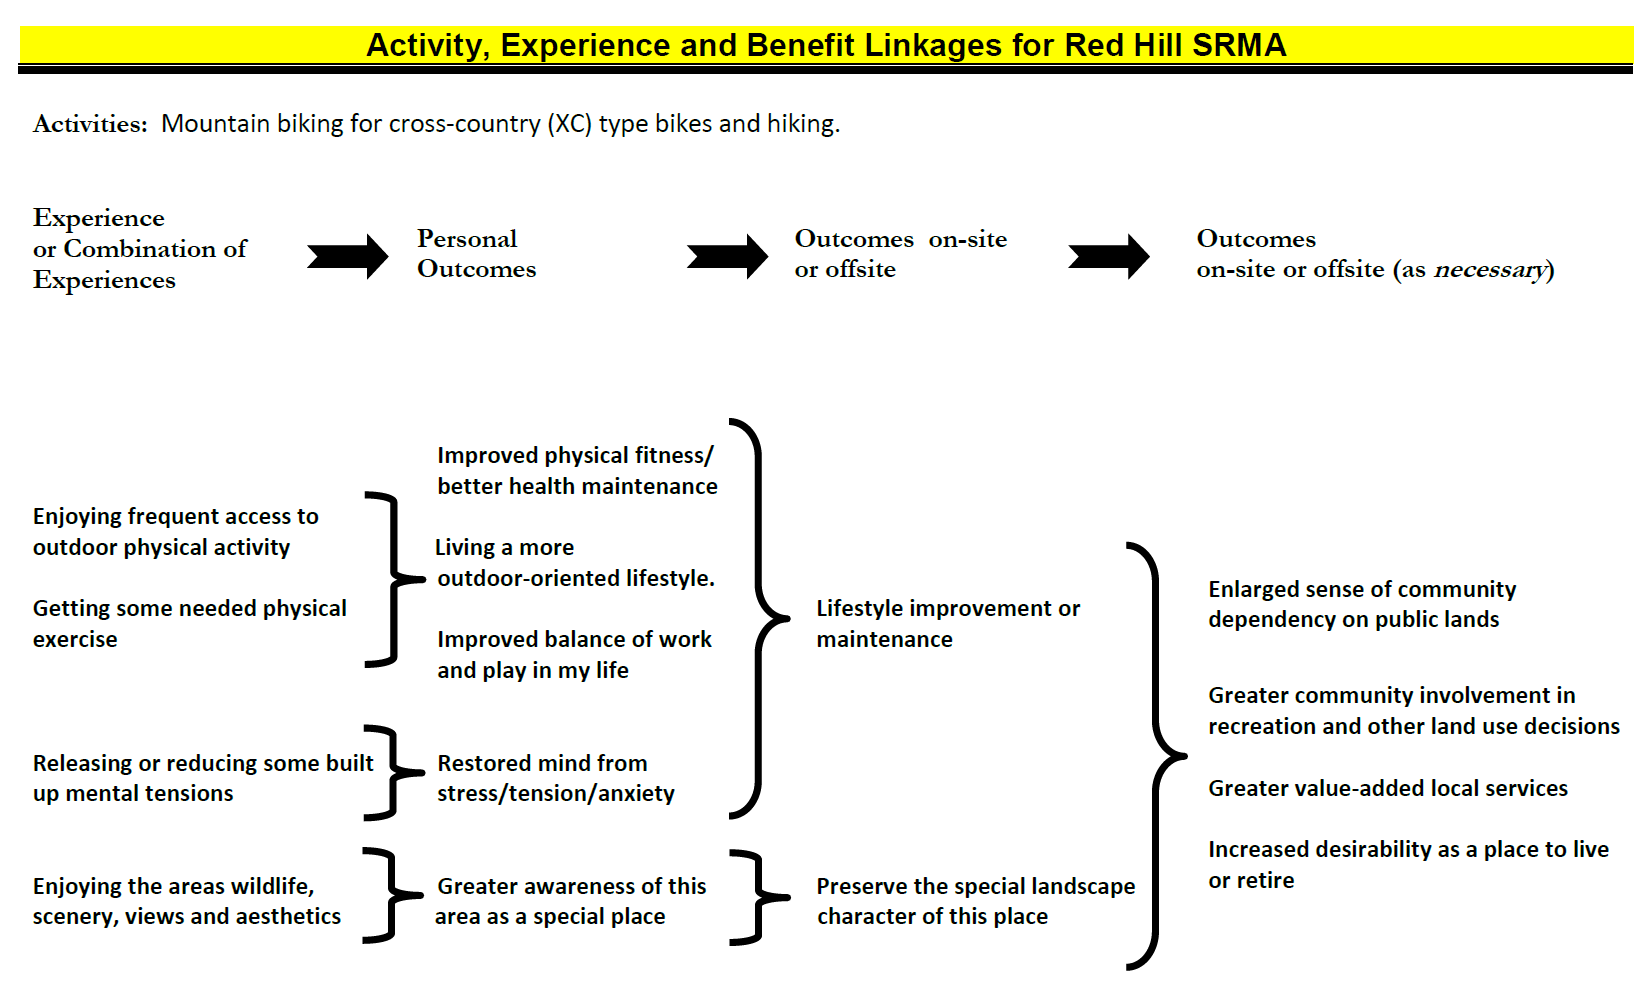 Activity, Experience and Benefit Linkages for Red Hill SRMA
Activities: Mountain biking for cross-country (XC) type bikes and hiking.
Experience
or Combination of
Experiences
Personal
Outcomes
Outcomes on-site
or offsite
Outcomes
on-site or offsite (as necessary)
Enjoying frequent access to
outdoor physical activity
Getting some needed physical
exercise
Releasing or reducing some built
up mental tensions
Enjoying the areas wildlife,
scenery, views and aesthetics
Improved physical fitness/
better health maintenance
Living a more
outdoor-oriented lifestyle.
Improved balance of work
and play in my life
Restored mind from
stress/tension/anxiety
Greater awareness of this
area as a special place
Lifestyle improvement or
maintenance
Preserve the special landscape
character of this place
Enlarged sense of community
dependency on public lands
Greater community involvement in
recreation and other land use decisions
Greater value-added local services
Increased desirability as a place to live
or retire